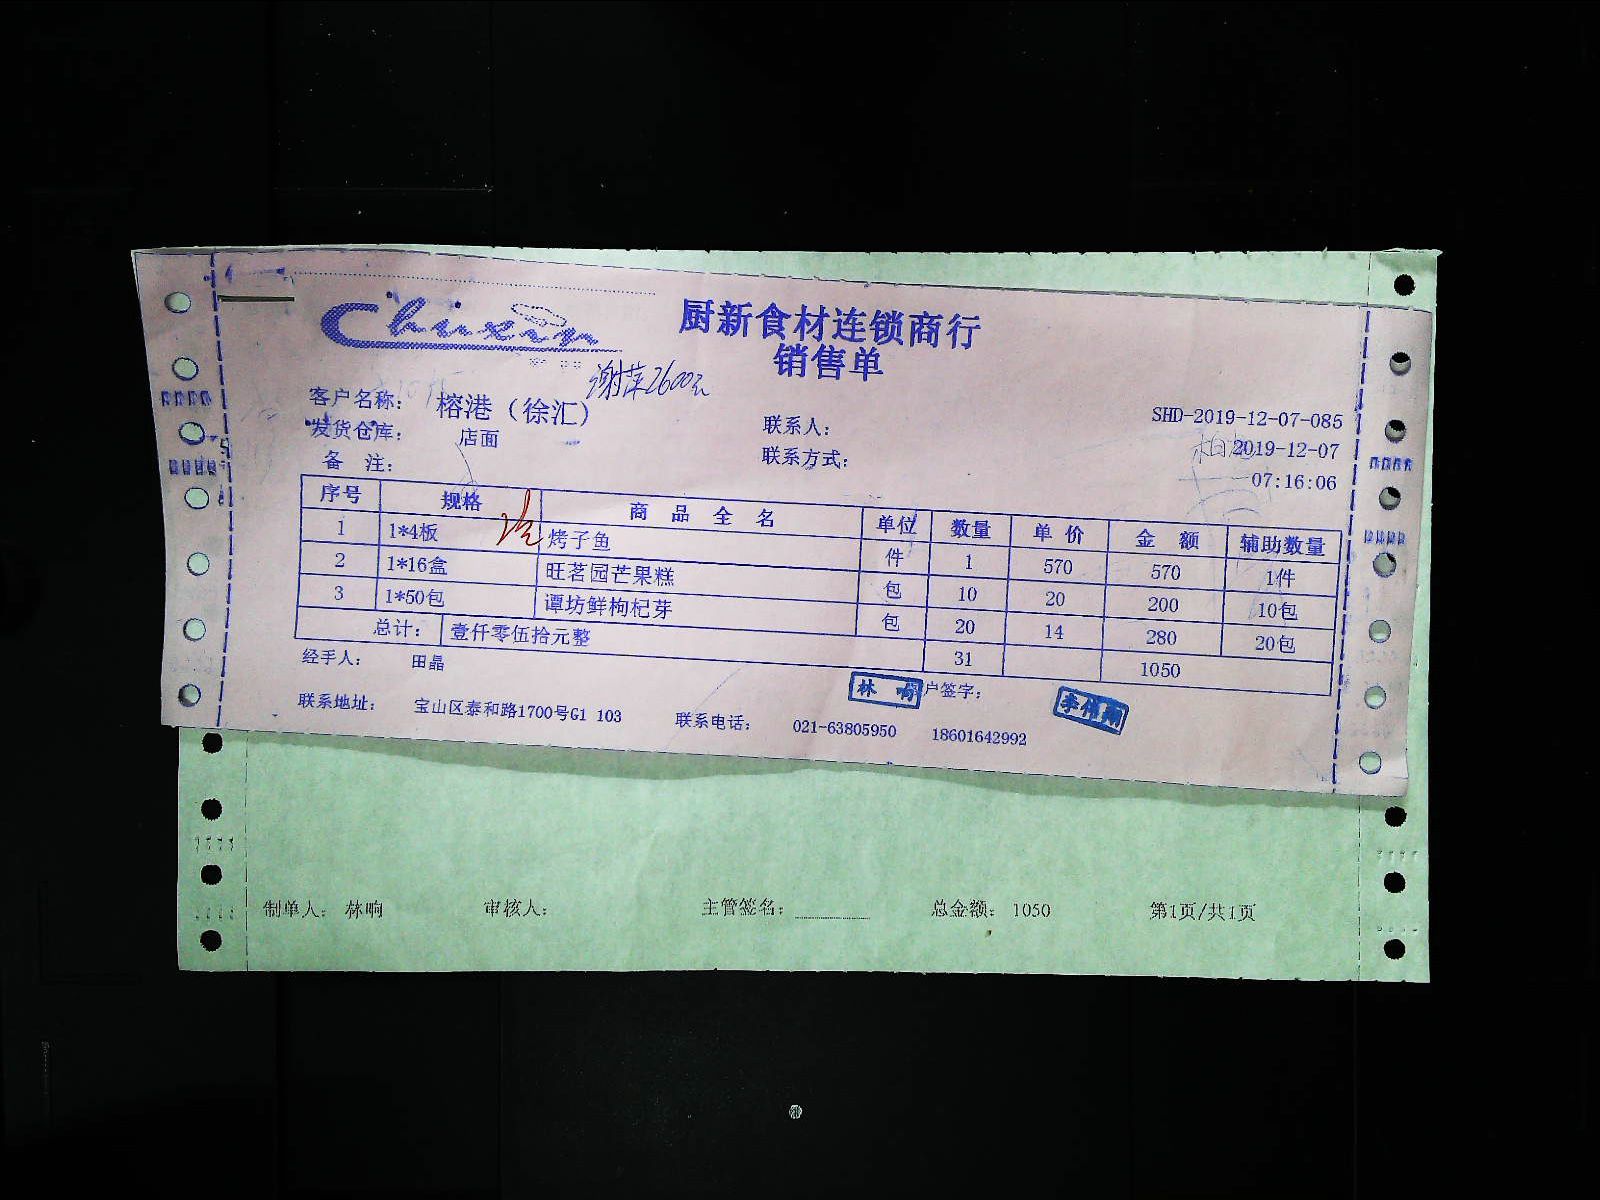 Chuxin
厨新食材连锁商行
销售单
谢萍2600元
客户名称: 榕港（徐汇） 联系人: SHD-2019-12-07-085
发货仓库: 店面 联系方式: 2019-12-07
备 注: 07:16:06
序号 规格 商品全名 单位 数量 单价 金额 辅助数量
1 1*4板 烤子鱼 件 1 570 570 1件
2 1*16盒 旺茗园芒果糕 包 10 20 200 10包
3 1*50包 谭坊鲜枸杞芽 包 20 14 280 20包
总计: 壹仟零伍拾元整 31 1050
经手人: 田晶 林响 户签字:
联系地址: 宝山区泰和路1700号G1 103 联系电话: 021-63805950 18601642992
制单人: 林响 审核人: 主管签名: 总金额: 1050 第1页/共1页